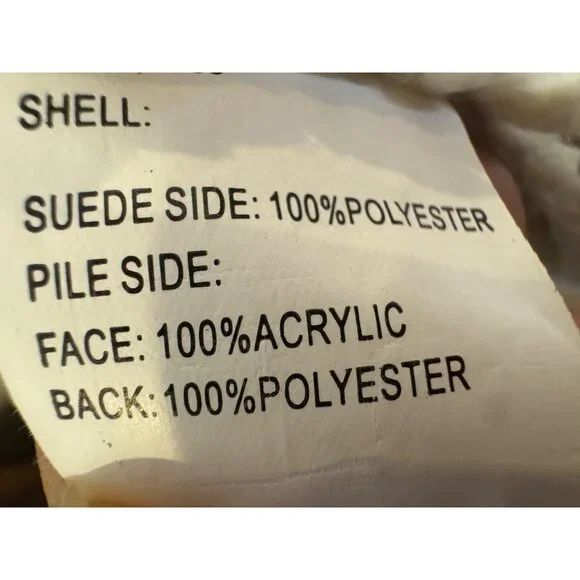 SHELL:
SUEDE SIDE: 100%POLYESTER
PILE SIDE:
FACE: 100%ACRYLIC
BACK: 100%POLYESTER